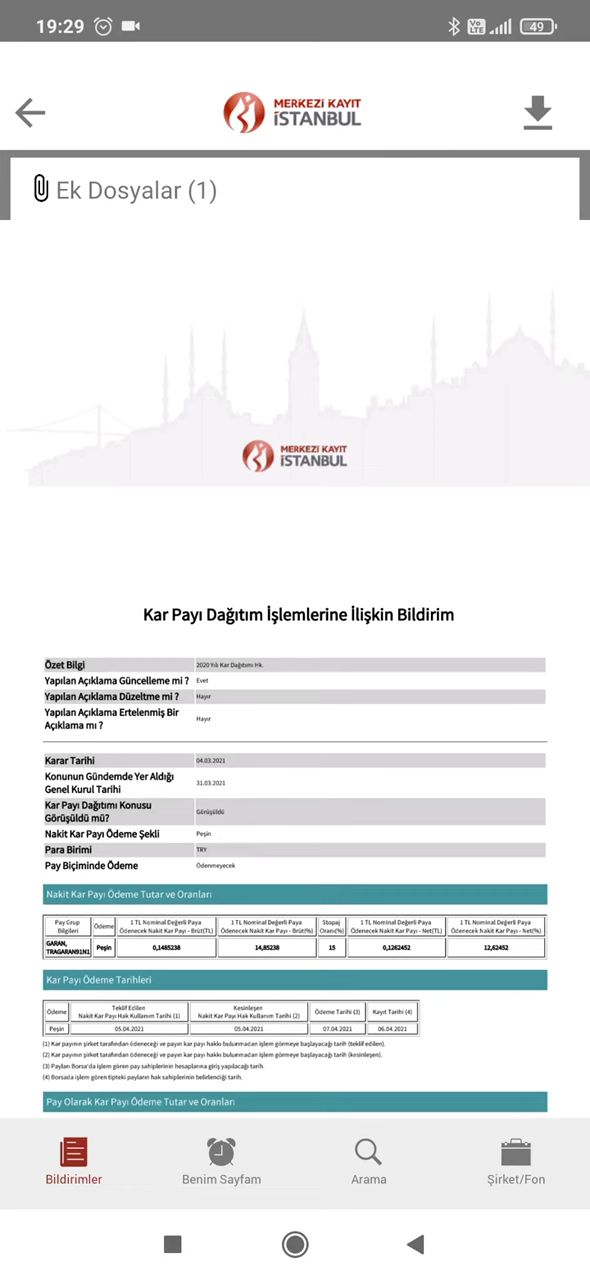 19:29
Vo LTE
49
MERKEZİ KAYIT
İSTANBUL
Ek Dosyalar (1)
MERKEZİ KAYIT
İSTANBUL
Kar Payı Dağıtım İşlemlerine İlişkin Bildirim
Özet Bilgi 2020 Yılı Kar Dağıtımı Hk.
Yapılan Açıklama Güncelleme mi ? Evet
Yapılan Açıklama Düzeltme mi ? Hayır
Yapılan Açıklama Ertelenmiş Bir
Açıklama mı ? Hayır
Karar Tarihi 04.03.2021
Konunun Gündemde Yer Aldığı
Genel Kurul Tarihi 31.03.2021
Kar Payı Dağıtımı Konusu
Görüşüldü mü? Görüşüldü
Nakit Kar Payı Ödeme Şekli Peşin
Para Birimi TRY
Pay Biçiminde Ödeme Ödenmeyecek
Nakit Kar Payı Ödeme Tutar ve Oranları
Pay Grup Bilgileri Ödeme 1 TL Nominal Değerli Paya Ödenecek Nakit Kar Payı - Brüt(TL) 1 TL Nominal Değerli Paya Ödenecek Nakit Kar Payı - Brüt(%) Stopaj Oranı(%) 1 TL Nominal Değerli Paya Ödenecek Nakit Kar Payı - Net(TL) 1 TL Nominal Değerli Paya Ödenecek Nakit Kar Payı - Net(%)
GARAN, TRAGARAN91N1 Peşin 0,1485238 14,85238 15 0,1262452 12,62452
Kar Payı Ödeme Tarihleri
Ödeme Teklif Edilen Nakit Kar Payı Hak Kullanım Tarihi (1) Kesinleşen Nakit Kar Payı Hak Kullanım Tarihi (2) Ödeme Tarihi (3) Kayıt Tarihi (4)
Peşin 05.04.2021 05.04.2021 07.04.2021 06.04.2021
(1) Kar payının şirket tarafından ödeneceği ve payın kar payı hakkı bulunmadan işlem görmeye başlayacağı tarih (teklif edilen).
(2) Kar payının şirket tarafından ödeneceği ve payın kar payı hakkı bulunmadan işlem görmeye başlayacağı tarih (kesinleşen).
(3) Payları Borsa'da işlem gören pay sahiplerinin hesaplarına giriş yapılacağı tarih.
(4) Borsada işlem gören tipteki payların hak sahiplerinin belirlendiği tarih.
Pay Olarak Kar Payı Ödeme Tutar ve Oranları
Bildirimler
Benim Sayfam
Arama
Şirket/Fon